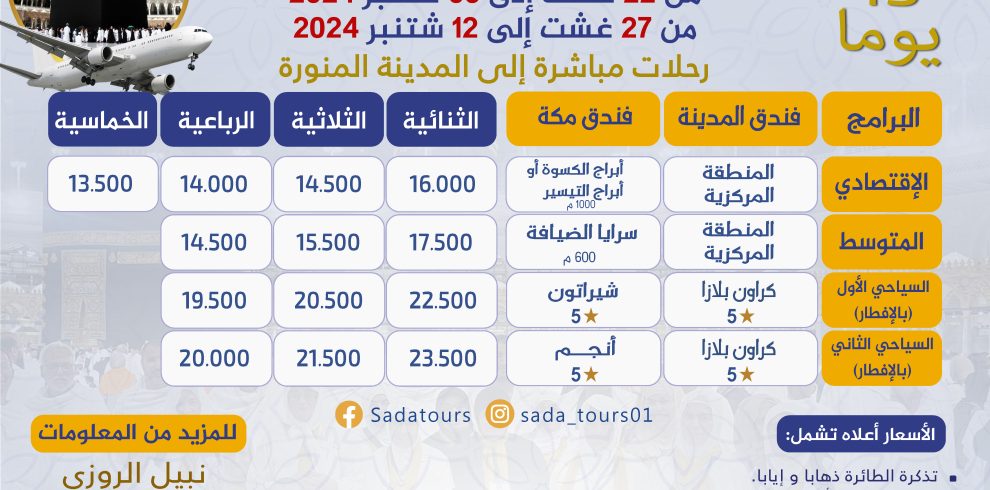 2024
يوما
من 27 غشت إلى 12 شتنبر 2024
رحلات مباشرة إلى المدينة المنورة
البرامج فندق المدينة فندق مكة الثنائية الثلاثية الرباعية الخماسية
الإقتصادي المنطقة المركزية أبراج الكسوة أو أبراج التيسير 1000 م 16.000 14.500 14.000 13.500
المتوسط المنطقة المركزية سرايا الضيافة 600 م 17.500 15.500 14.500
السياحي الأول (بالإفطار) كراون بلازا 5★ شيراتون 5★ 22.500 20.500 19.500
السياحي الثاني (بالإفطار) كراون بلازا 5★ أنجم 5★ 23.500 21.500 20.000
Sadatours sada_tours01
الأسعار أعلاه تشمل:
▪ تذكرة الطائرة ذهابا و إيابا.
للمزيد من المعلومات
نبيل الروزي